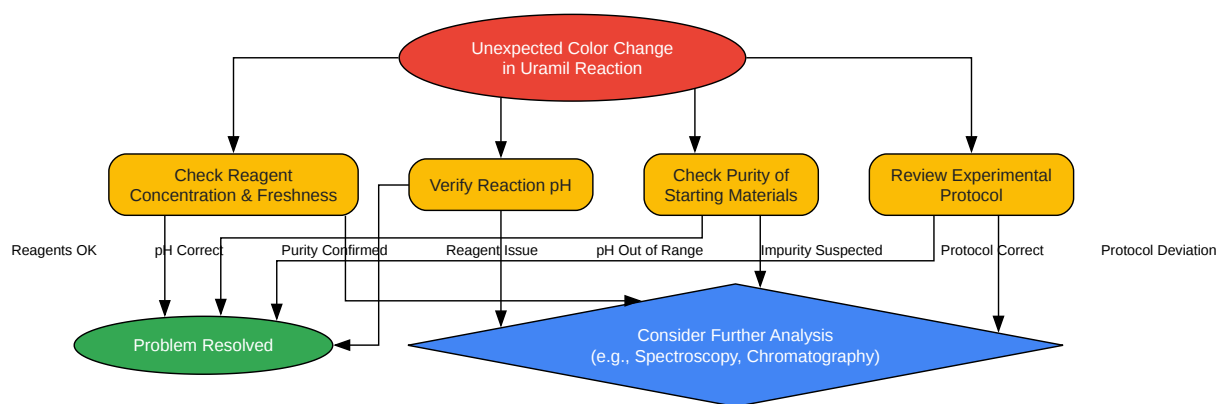 Unexpected Color Change
in Uramil Reaction
Check Reagent
Concentration & Freshness
Verify Reaction pH
Check Purity of
Starting Materials
Review Experimental
Protocol
Reagents OK
pH Correct
Purity Confirmed
Reagent Issue
pH Out of Range
Impurity Suspected
Protocol Correct
Protocol Deviation
Problem Resolved
Consider Further Analysis
(e.g., Spectroscopy, Chromatography)